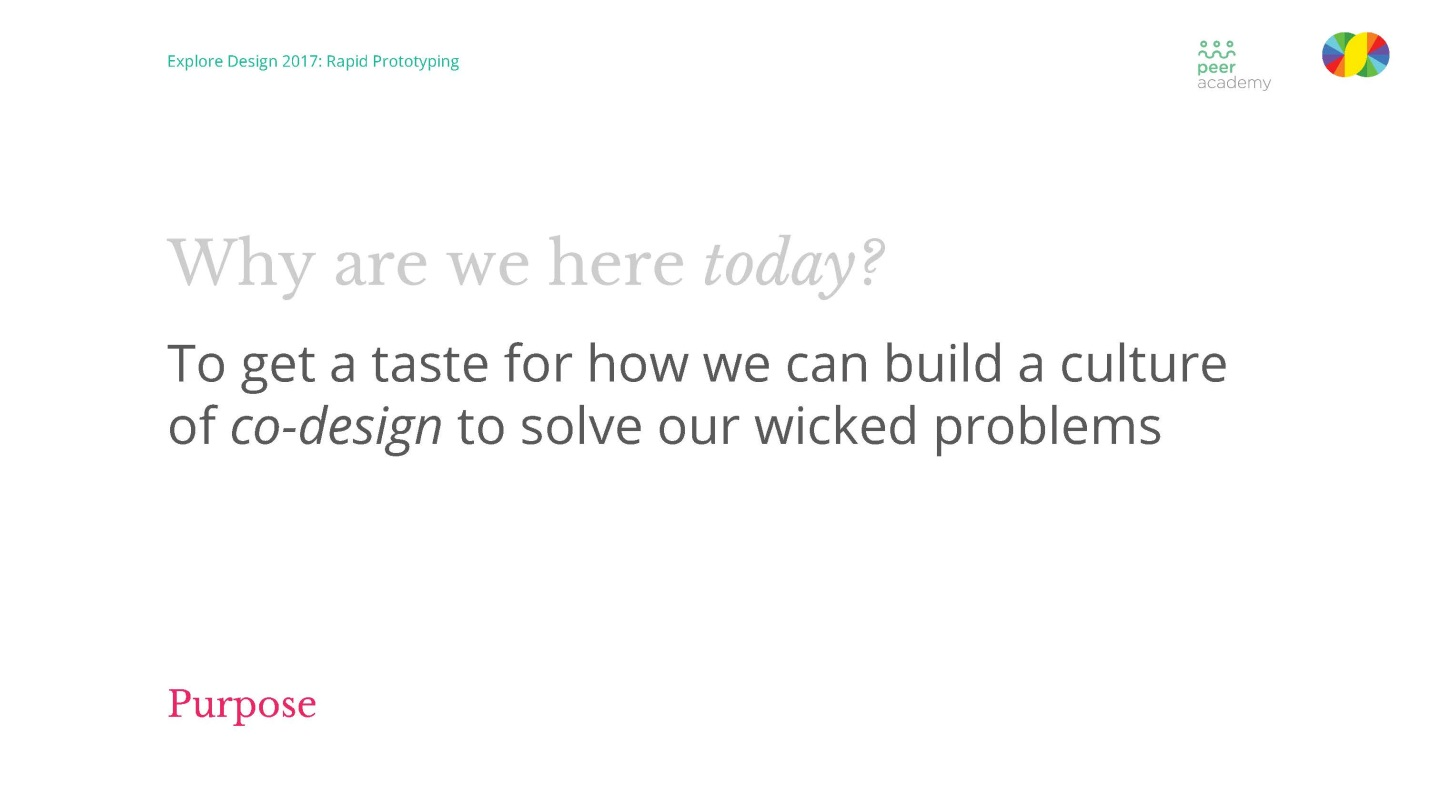 Explore Design 2017: Rapid Prototyping
peer
academy
Why are we here today?
To get a taste for how we can build a culture
of co-design to solve our wicked problems
Purpose